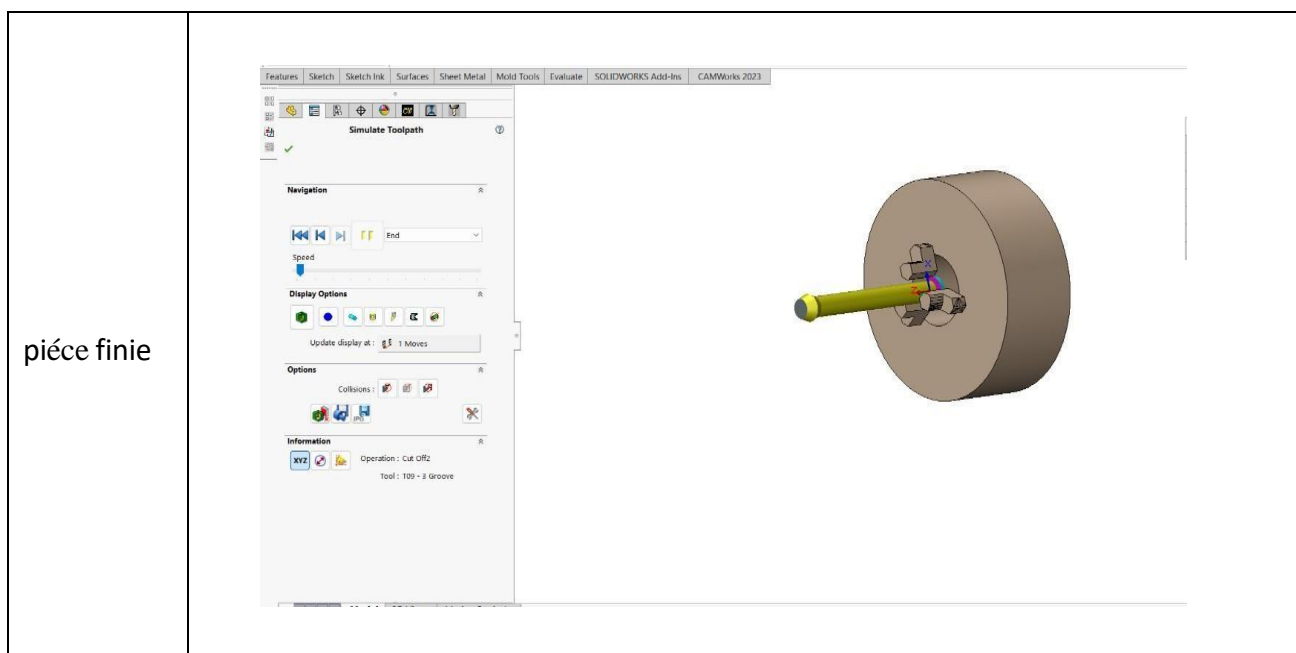 Features Sketch Sketch Ink Surfaces Sheet Metal Mold Tools Evaluate SOLIDWORKS Add-Ins CAMWorks 2023
Simulate Toolpath
Navigation
End
Speed
Display Options
Update display at : 1 Moves
piéce finie
Options
Collisions :
Information
XYZ Operation : Cut Off2
Tool : T09 - 3 Groove
X
Z